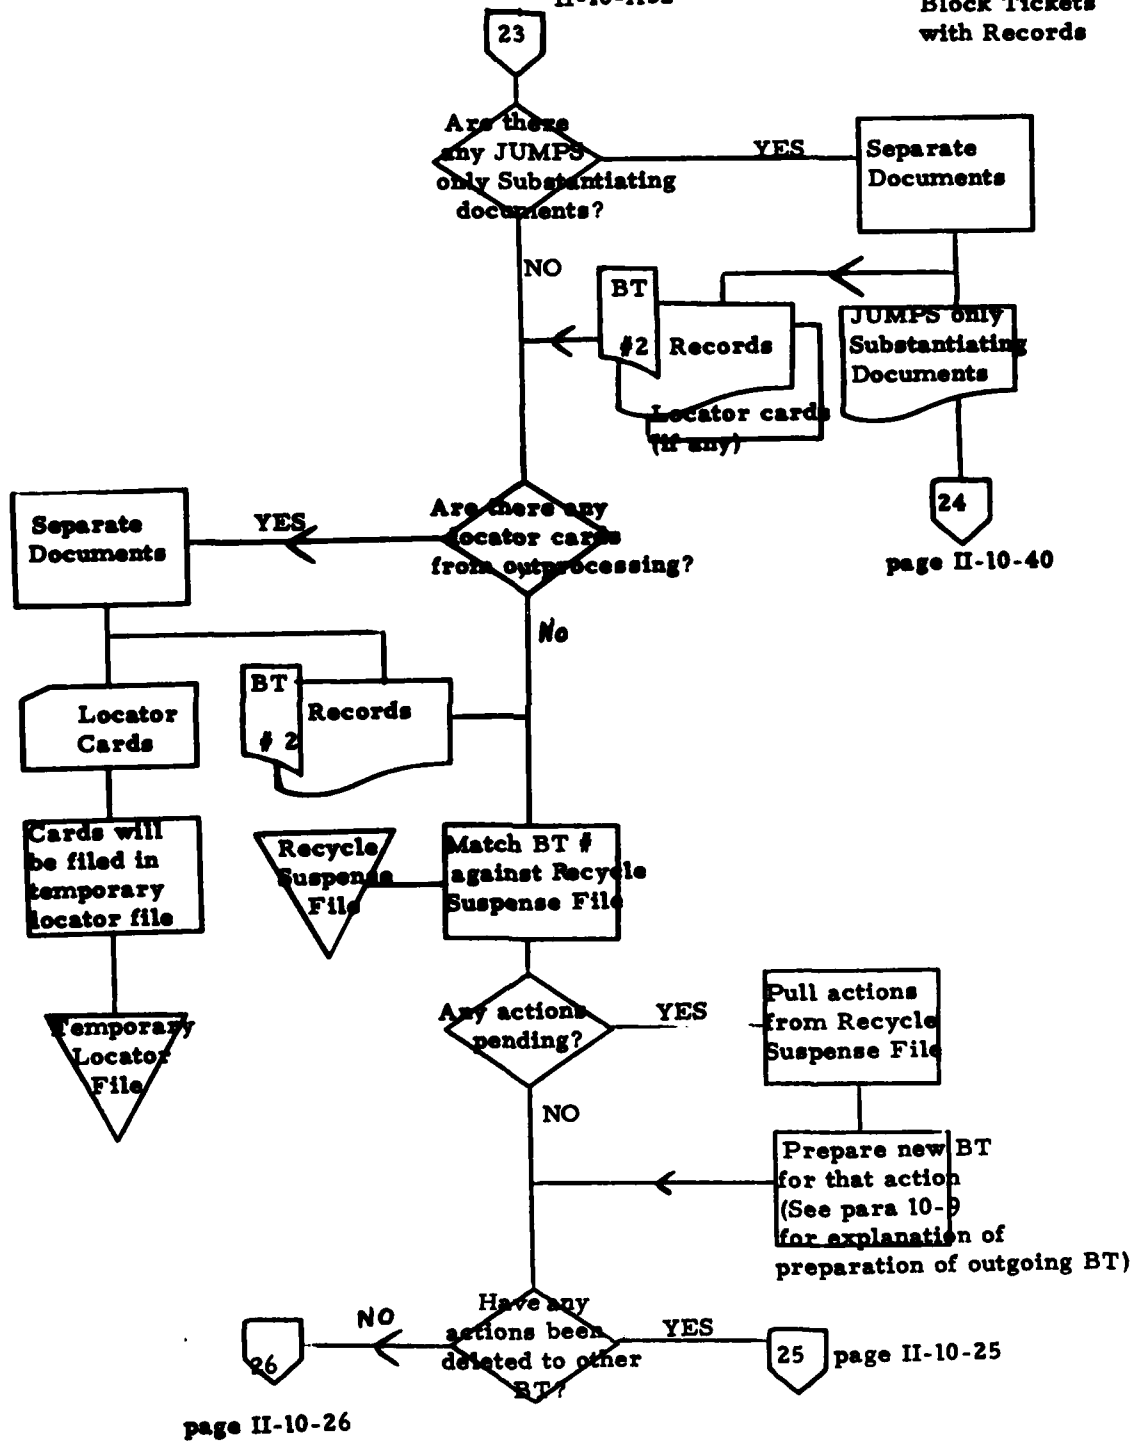 Block Tickets
with Records
23
Are there
any JUMPS
only Substantiating
documents?
YES
Separate
Documents
NO
BT
#2
Records
Locator cards
(if any)
JUMPS only
Substantiating
Documents
24
page II-10-40
Are there any
locator cards
from outprocessing?
YES
Separate
Documents
No
BT
# 2
Records
Locator
Cards
Cards will
be filed in
temporary
locator file
Temporary
Locator
File
Recycle
Suspense
File
Match BT #
against Recycle
Suspense File
Any actions
pending?
YES
Pull actions
from Recycle
Suspense File
NO
Prepare new BT
for that action
(See para 10-9
for explanation of
preparation of outgoing BT)
Have any
actions been
deleted to other
BT?
NO
26
page II-10-26
YES
25
page II-10-25